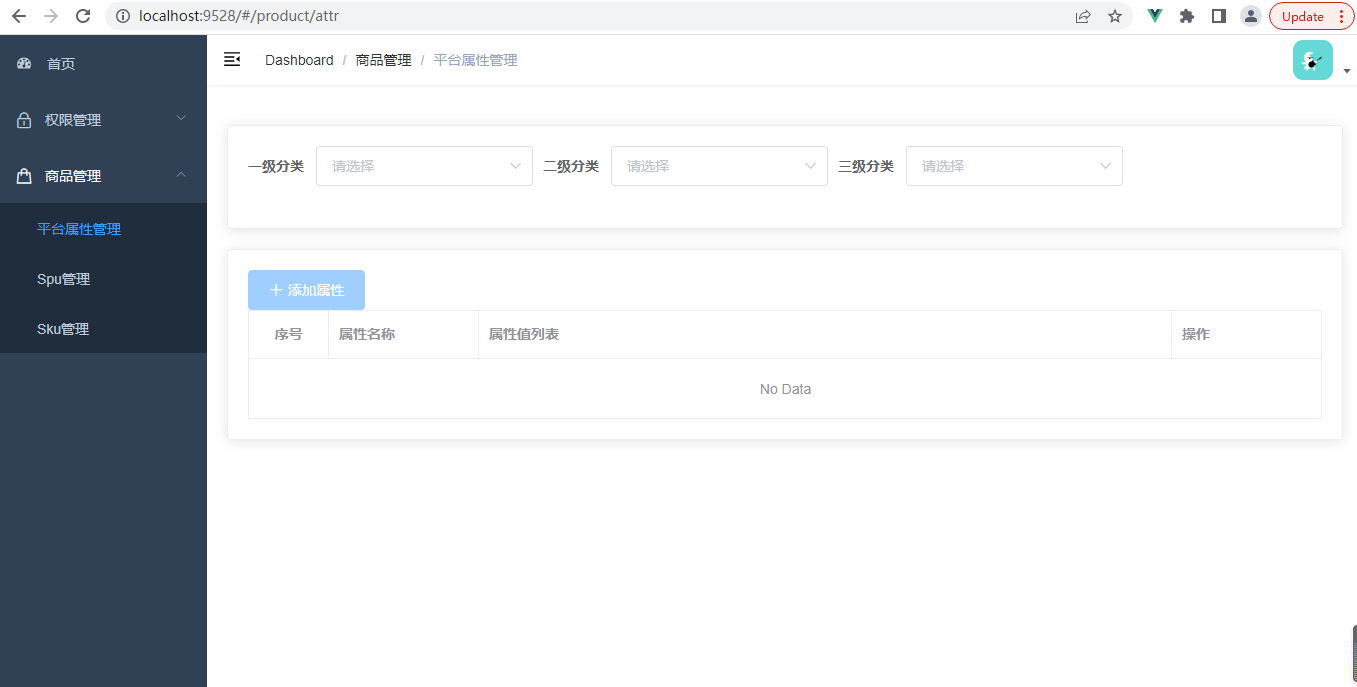 localhost:9528/#/product/attr
Update
首页
权限管理
商品管理
平台属性管理
Spu管理
Sku管理
Dashboard / 商品管理 / 平台属性管理
一级分类 请选择 二级分类 请选择 三级分类 请选择
添加属性
序号 属性名称 属性值列表 操作
No Data